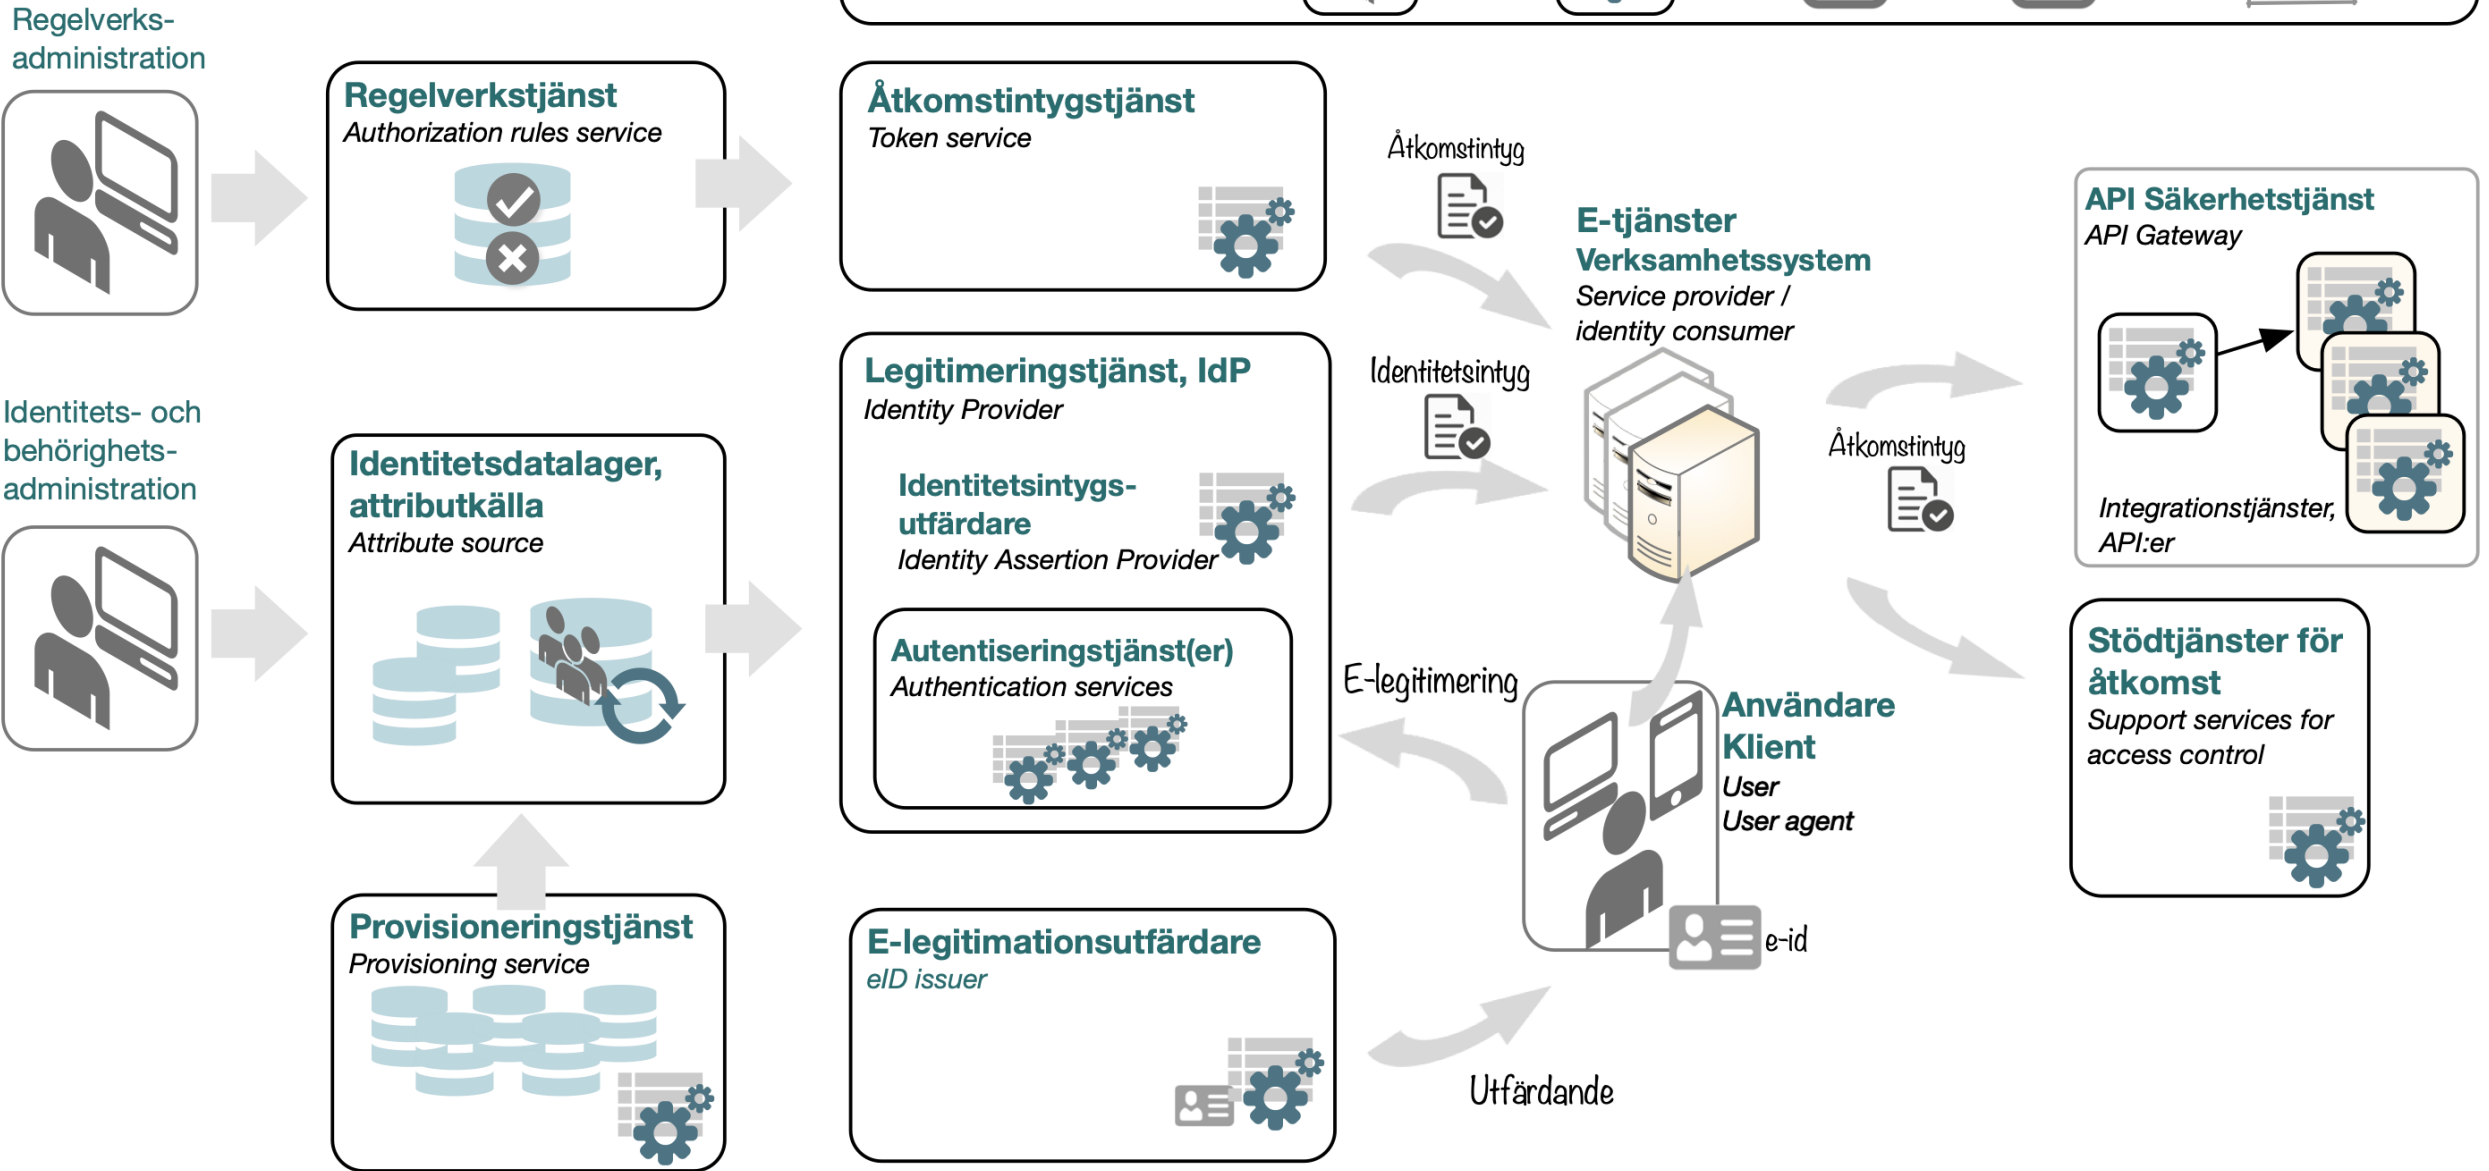 Regelverks-
administration
Regelverkstjänst
Authorization rules service
Åtkomstintygstjänst
Token service
Åtkomstintyg
E-tjänster
Verksamhetssystem
Service provider /
identity consumer
API Säkerhetstjänst
API Gateway
Integrationstjänster,
API:er
Identitets- och
behörighets-
administration
Identitetsdatalager,
attributkälla
Attribute source
Legitimeringstjänst, IdP
Identity Provider
Identitetsintygs-
utfärdare
Identity Assertion Provider
Autentiseringstjänst(er)
Authentication services
Identitetsintyg
Åtkomstintyg
E-legitimering
Användare
Klient
User
User agent
e-id
Stödtjänster för
åtkomst
Support services for
access control
Provisioneringstjänst
Provisioning service
E-legitimationsutfärdare
eID issuer
Utfärdande